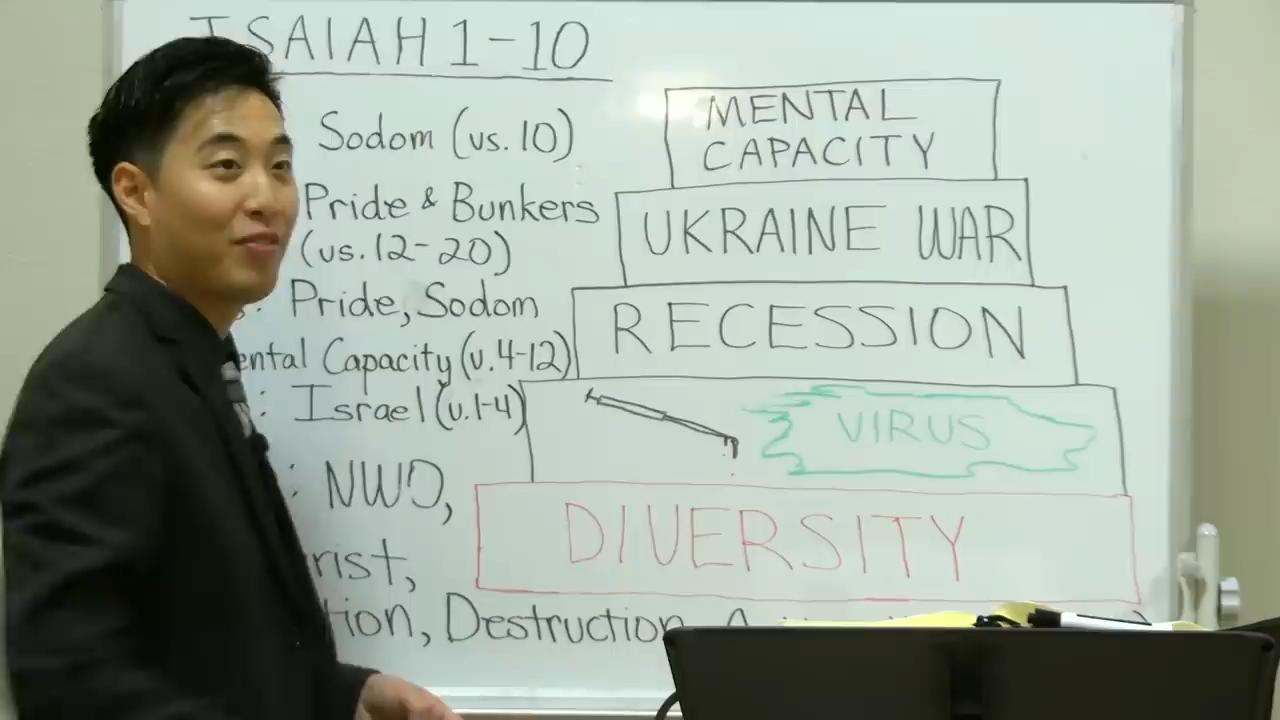 ISAIAH 1-10
Sodom (vs. 10)
Pride & Bunkers
(vs. 12-20)
: Pride, Sodom
ental Capacity (v. 4-12)
: Israel (v. 1-4)
: NWO,
rist,
tion, Destruction,
MENTAL
CAPACITY
UKRAINE WAR
RECESSION
VIRUS
DIVERSITY